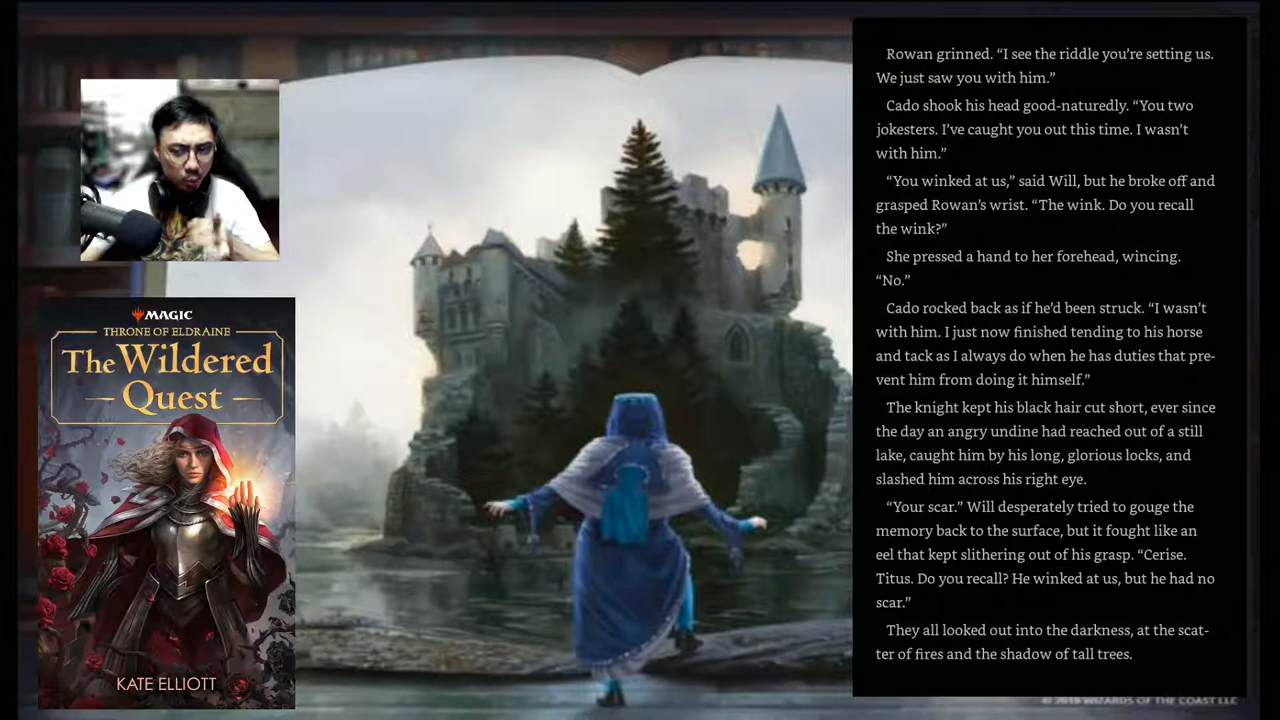 MAGIC
THRONE OF ELDRAINE
The Wildered
Quest
KATE ELLIOTT
Rowan grinned. “I see the riddle you’re setting us.
We just saw you with him.”
Cado shook his head good-naturedly. “You two
jokesters. I’ve caught you out this time. I wasn’t
with him.”
“You winked at us,” said Will, but he broke off and
grasped Rowan’s wrist. “The wink. Do you recall
the wink?”
She pressed a hand to her forehead, wincing.
“No.”
Cado rocked back as if he’d been struck. “I wasn’t
with him. I just now finished tending to his horse
and tack as I always do when he has duties that pre-
vent him from doing it himself.”
The knight kept his black hair cut short, ever since
the day an angry undine had reached out of a still
lake, caught him by his long, glorious locks, and
slashed him across his right eye.
“Your scar.” Will desperately tried to gouge the
memory back to the surface, but it fought like an
eel that kept slithering out of his grasp. “Cerise.
Titus. Do you recall? He winked at us, but he had no
scar.”
They all looked out into the darkness, at the scat-
ter of fires and the shadow of tall trees.
© 2019 WIZARDS OF THE COAST LLC